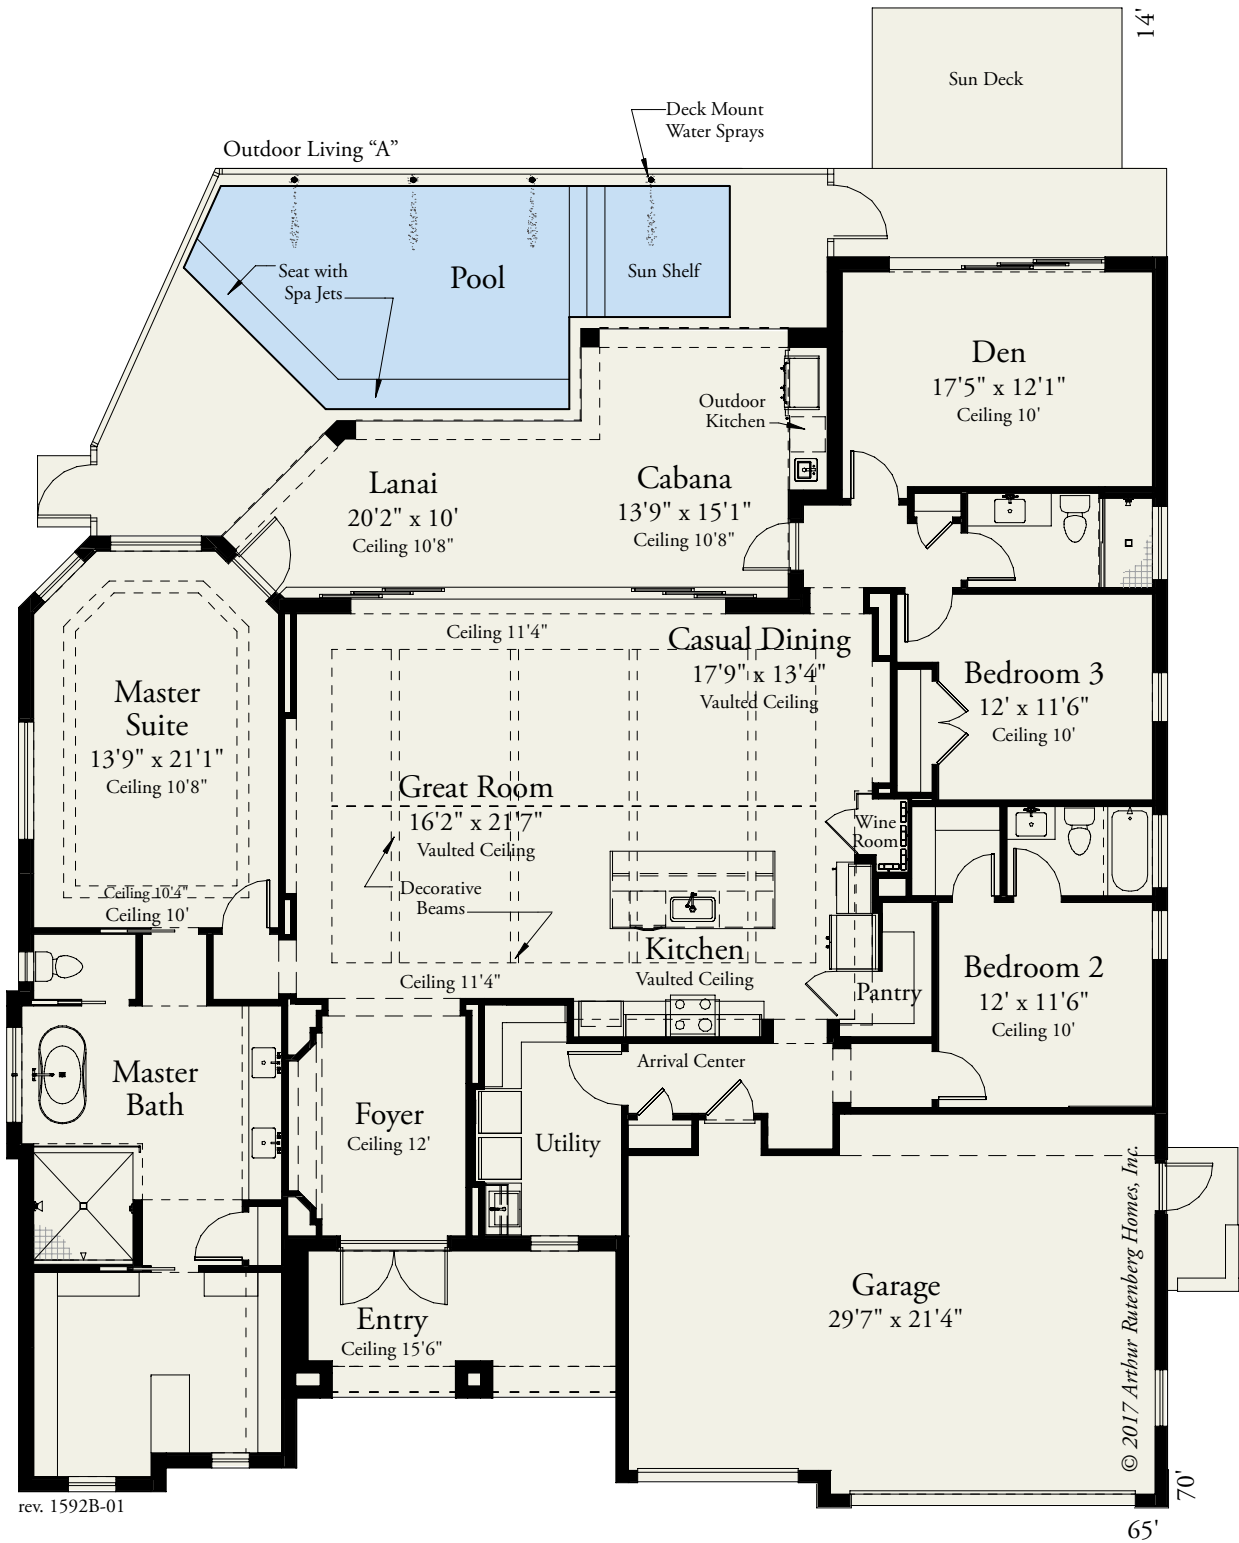 14'
Sun Deck
Deck Mount
Water Sprays
Outdoor Living “A”
Seat with
Spa Jets
Pool
Sun Shelf
Den
17'5" x 12'1"
Ceiling 10'
Outdoor
Kitchen
Lanai
20'2" x 10'
Ceiling 10'8"
Cabana
13'9" x 15'1"
Ceiling 10'8"
Ceiling 11'4"
Casual Dining
17'9" x 13'4"
Vaulted Ceiling
Bedroom 3
12' x 11'6"
Ceiling 10'
Master
Suite
13'9" x 21'1"
Ceiling 10'8"
Great Room
16'2" x 21'7"
Vaulted Ceiling
Wine
Room
Decorative
Beams
Ceiling 10'4"
Ceiling 10'
Kitchen
Vaulted Ceiling
Ceiling 11'4"
Pantry
Bedroom 2
12' x 11'6"
Ceiling 10'
Master
Bath
Arrival Center
Foyer
Ceiling 12'
Utility
Garage
29'7" x 21'4"
Entry
Ceiling 15'6"
© 2017 Arthur Rutenberg Homes, Inc.
rev. 1592B-01
70'
65'